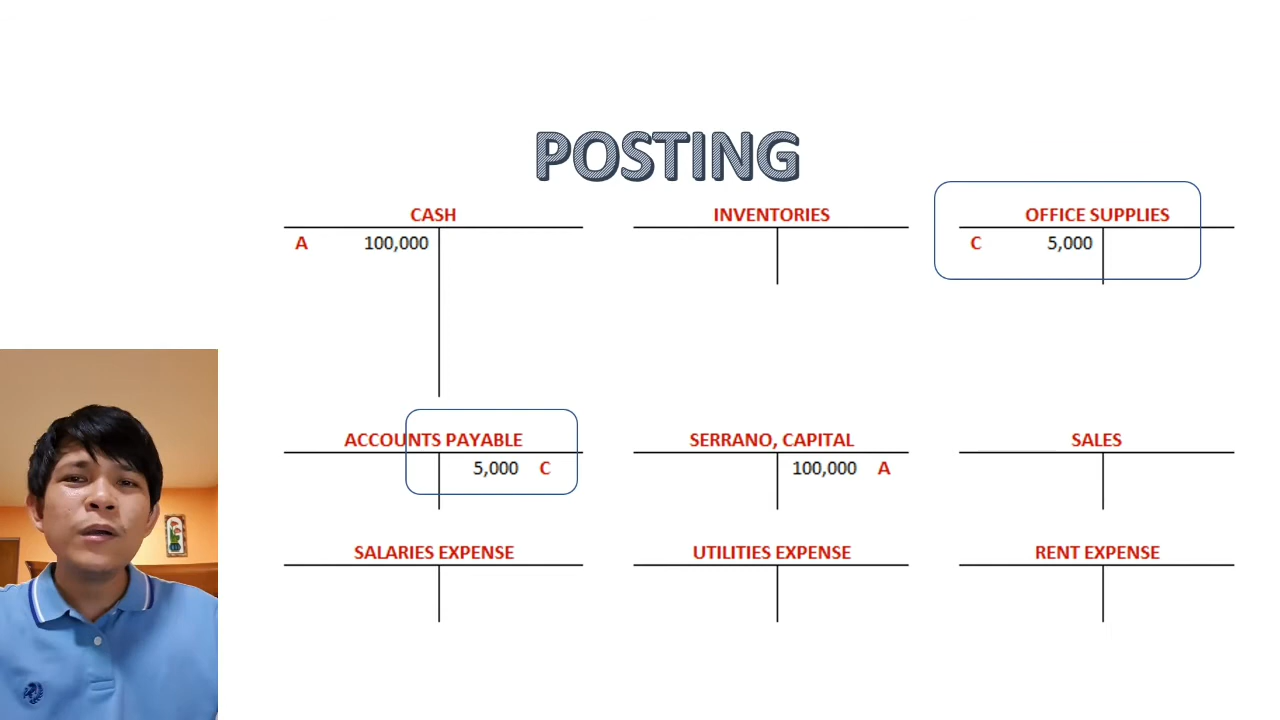 POSTING
CASH INVENTORIES OFFICE SUPPLIES
A 100,000 C 5,000
ACCOUNTS PAYABLE SERRANO, CAPITAL SALES
5,000 C 100,000 A
SALARIES EXPENSE UTILITIES EXPENSE RENT EXPENSE